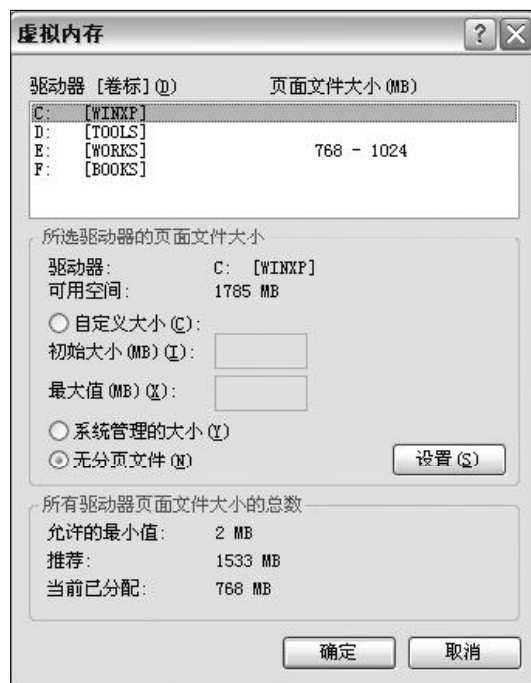 虚拟内存
驱动器 [卷标](D) 页面文件大小(MB)
C: [WINXP]
D: [TOOLS]
E: [WORKS] 768 - 1024
F: [BOOKS]
所选驱动器的页面文件大小
驱动器: C: [WINXP]
可用空间: 1785 MB
自定义大小(C):
初始大小(MB)(I):
最大值(MB)(X):
系统管理的大小(Y)
无分页文件(N) 设置(S)
所有驱动器页面文件大小的总数
允许的最小值: 2 MB
推荐: 1533 MB
当前已分配: 768 MB
确定 取消